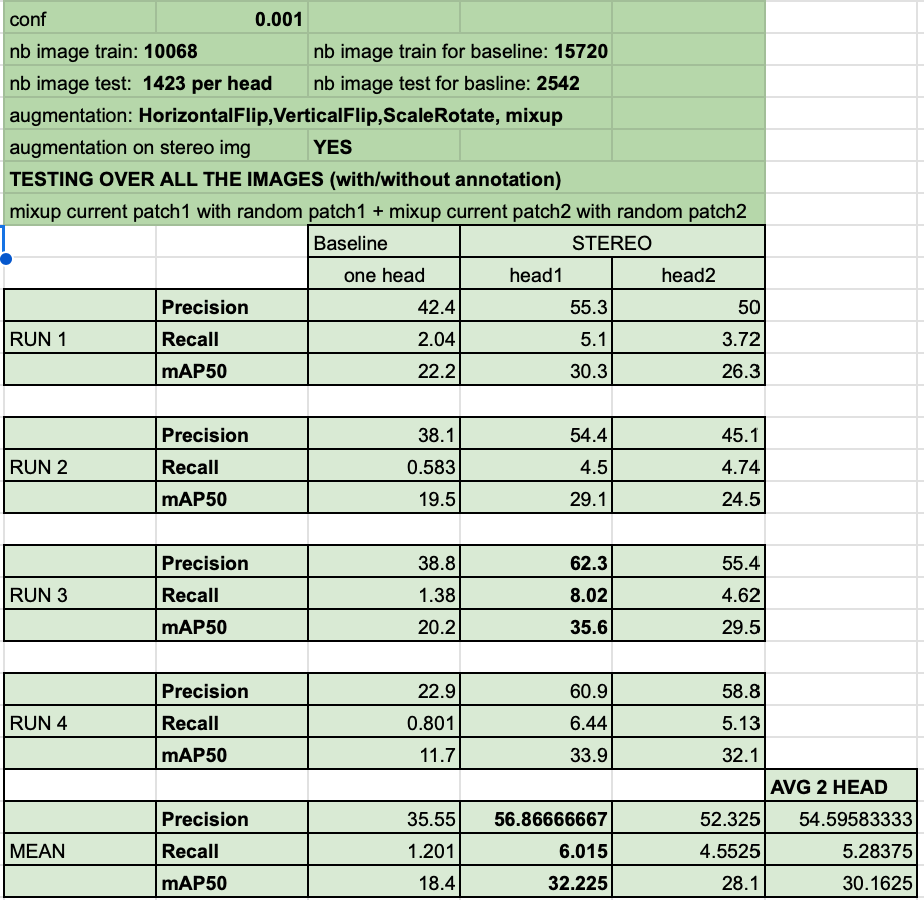 conf 0.001
nb image train: 10068 nb image train for baseline: 15720
nb image test: 1423 per head nb image test for basline: 2542
augmentation: HorizontalFlip,VerticalFlip,ScaleRotate, mixup
augmentation on stereo img YES
TESTING OVER ALL THE IMAGES (with/without annotation)
mixup current patch1 with random patch1 + mixup current patch2 with random patch2
Baseline STEREO
one head head1 head2
Precision 42.4 55.3 50
RUN 1 Recall 2.04 5.1 3.72
mAP50 22.2 30.3 26.3
Precision 38.1 54.4 45.1
RUN 2 Recall 0.583 4.5 4.74
mAP50 19.5 29.1 24.5
Precision 38.8 62.3 55.4
RUN 3 Recall 1.38 8.02 4.62
mAP50 20.2 35.6 29.5
Precision 22.9 60.9 58.8
RUN 4 Recall 0.801 6.44 5.13
mAP50 11.7 33.9 32.1
AVG 2 HEAD
Precision 35.55 56.86666667 52.325 54.59583333
MEAN Recall 1.201 6.015 4.5525 5.28375
mAP50 18.4 32.225 28.1 30.1625